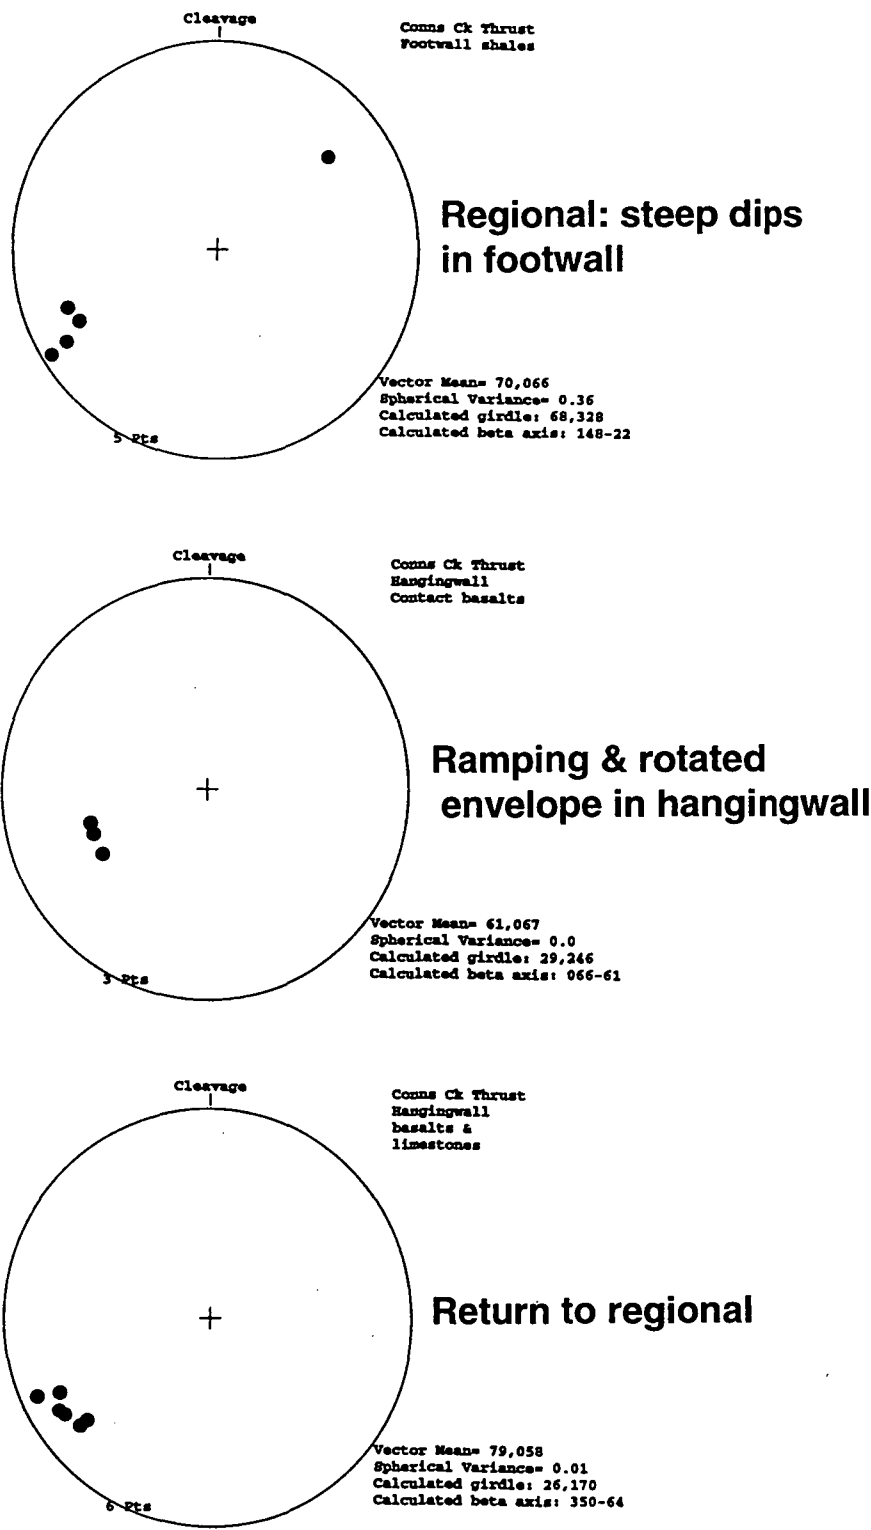 Cleavage
Conns Ck Thrust
Footwall shales
Regional: steep dips
in footwall
Vector Mean= 70,066
Spherical Variance= 0.36
Calculated girdle: 68,328
Calculated beta axis: 148-22
5 Pts
Cleavage
Conns Ck Thrust
Hangingwall
Contact basalts
Ramping & rotated
envelope in hangingwall
Vector Mean= 61,067
Spherical Variance= 0.0
Calculated girdle: 29,246
Calculated beta axis: 066-61
3 Pts
Cleavage
Conns Ck Thrust
Hangingwall
basalts &
limestones
Return to regional
Vector Mean= 79,058
Spherical Variance= 0.01
Calculated girdle: 26,170
Calculated beta axis: 350-64
6 Pts